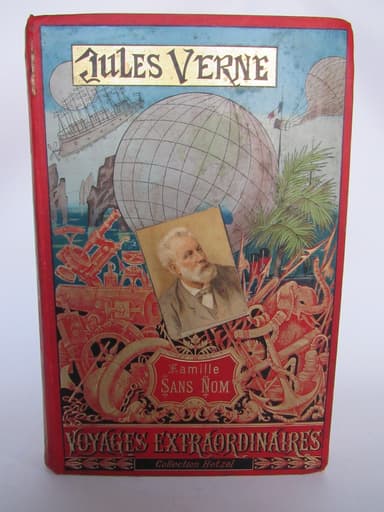 JULES VERNE
Famille
SANS NOM
VOYAGES EXTRAORDINAIRES
Collection Hetzel